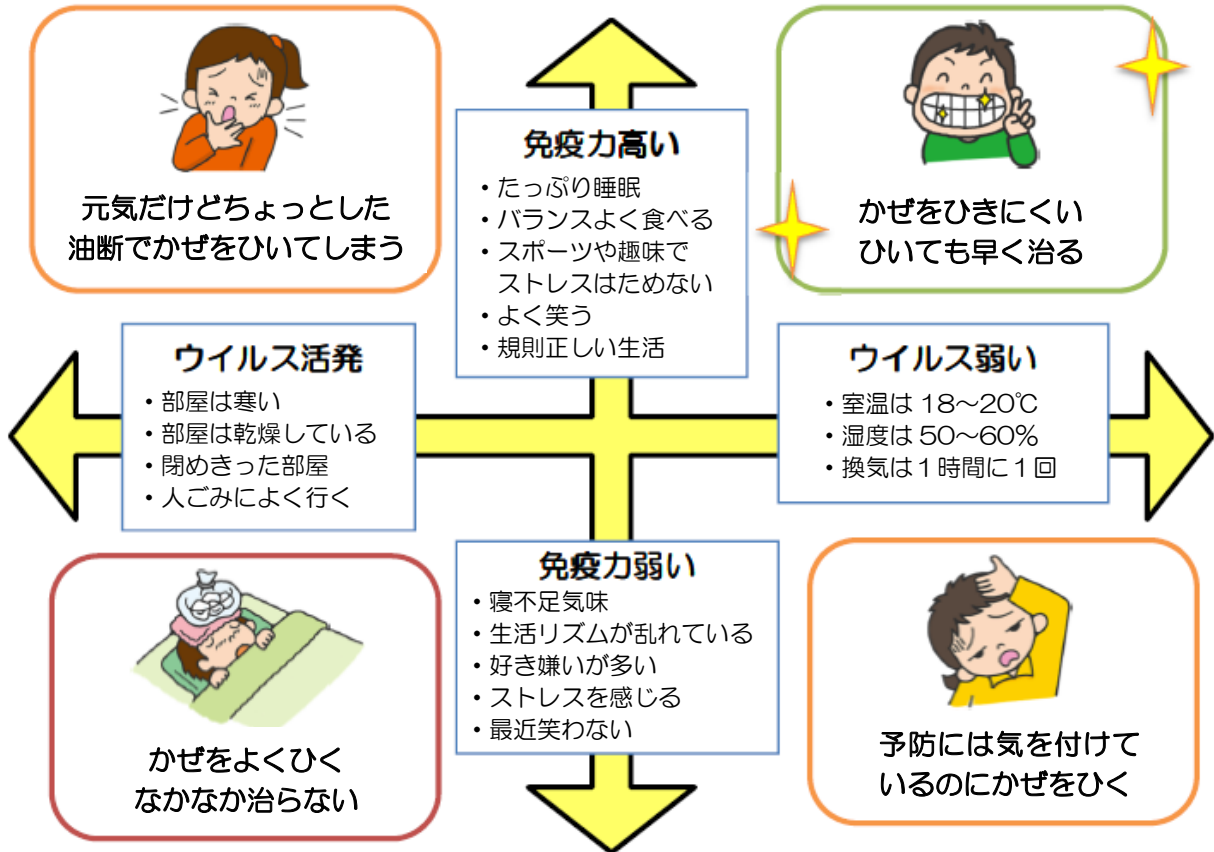 元気だけどちょっとした
油断でかぜをひいてしまう
免疫力高い
・たっぷり睡眠
・バランスよく食べる
・スポーツや趣味で
ストレスはためない
・よく笑う
・規則正しい生活
かぜをひきにくい
ひいても早く治る
ウイルス活発
・部屋は寒い
・部屋は乾燥している
・閉めきった部屋
・人ごみによく行く
ウイルス弱い
・室温は 18～20℃
・湿度は 50～60%
・換気は１時間に１回
かぜをよくひく
なかなか治らない
免疫力弱い
・寝不足気味
・生活リズムが乱れている
・好き嫌いが多い
・ストレスを感じる
・最近笑わない
予防には気を付けて
いるのにかぜをひく